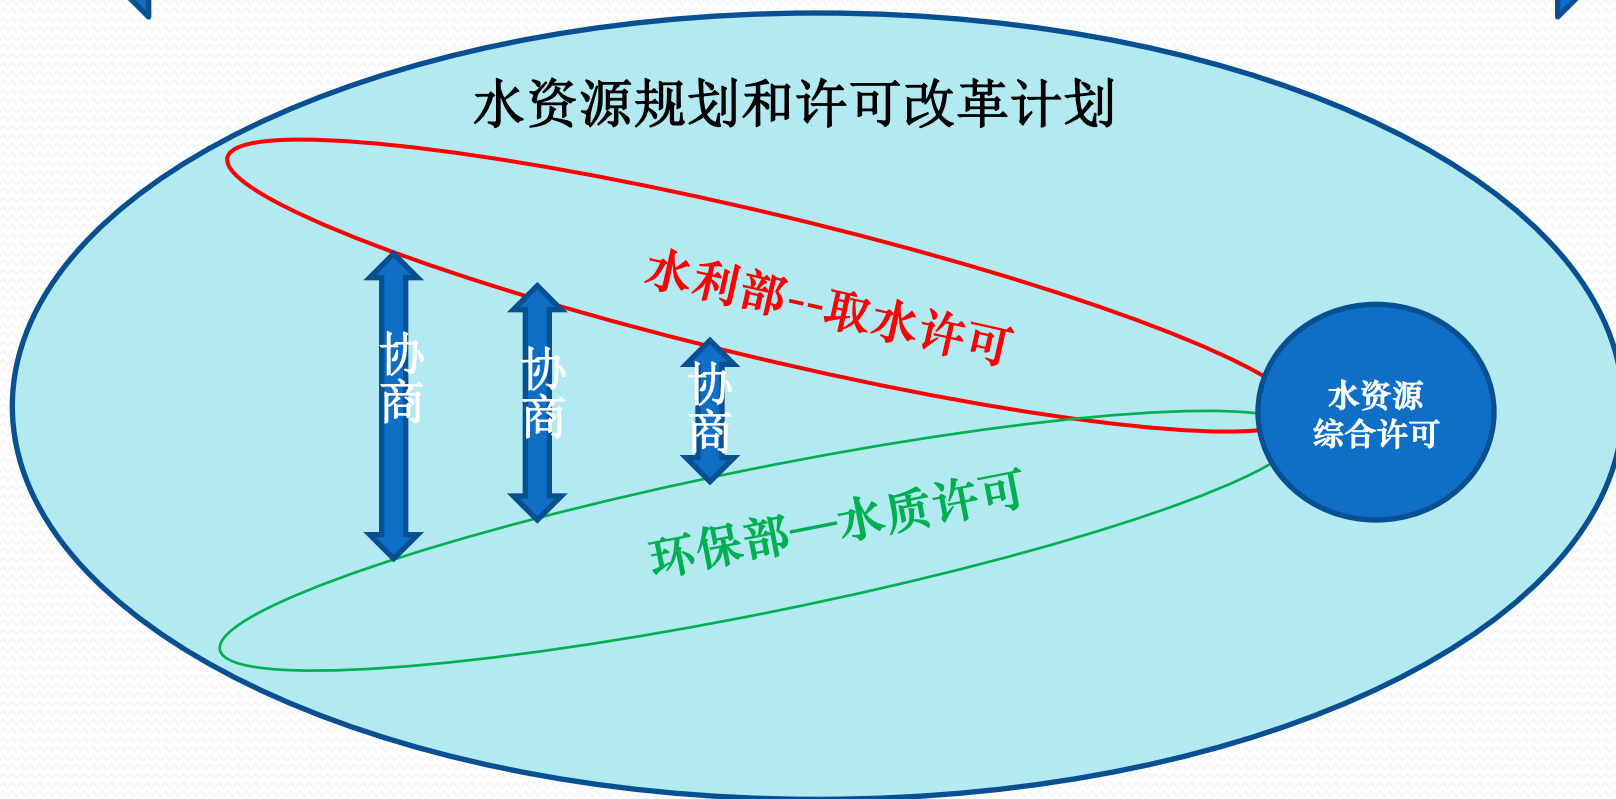 水资源规划和许可改革计划
水利部--取水许可
协商
协商
协商
水资源
综合许可
环保部—水质许可